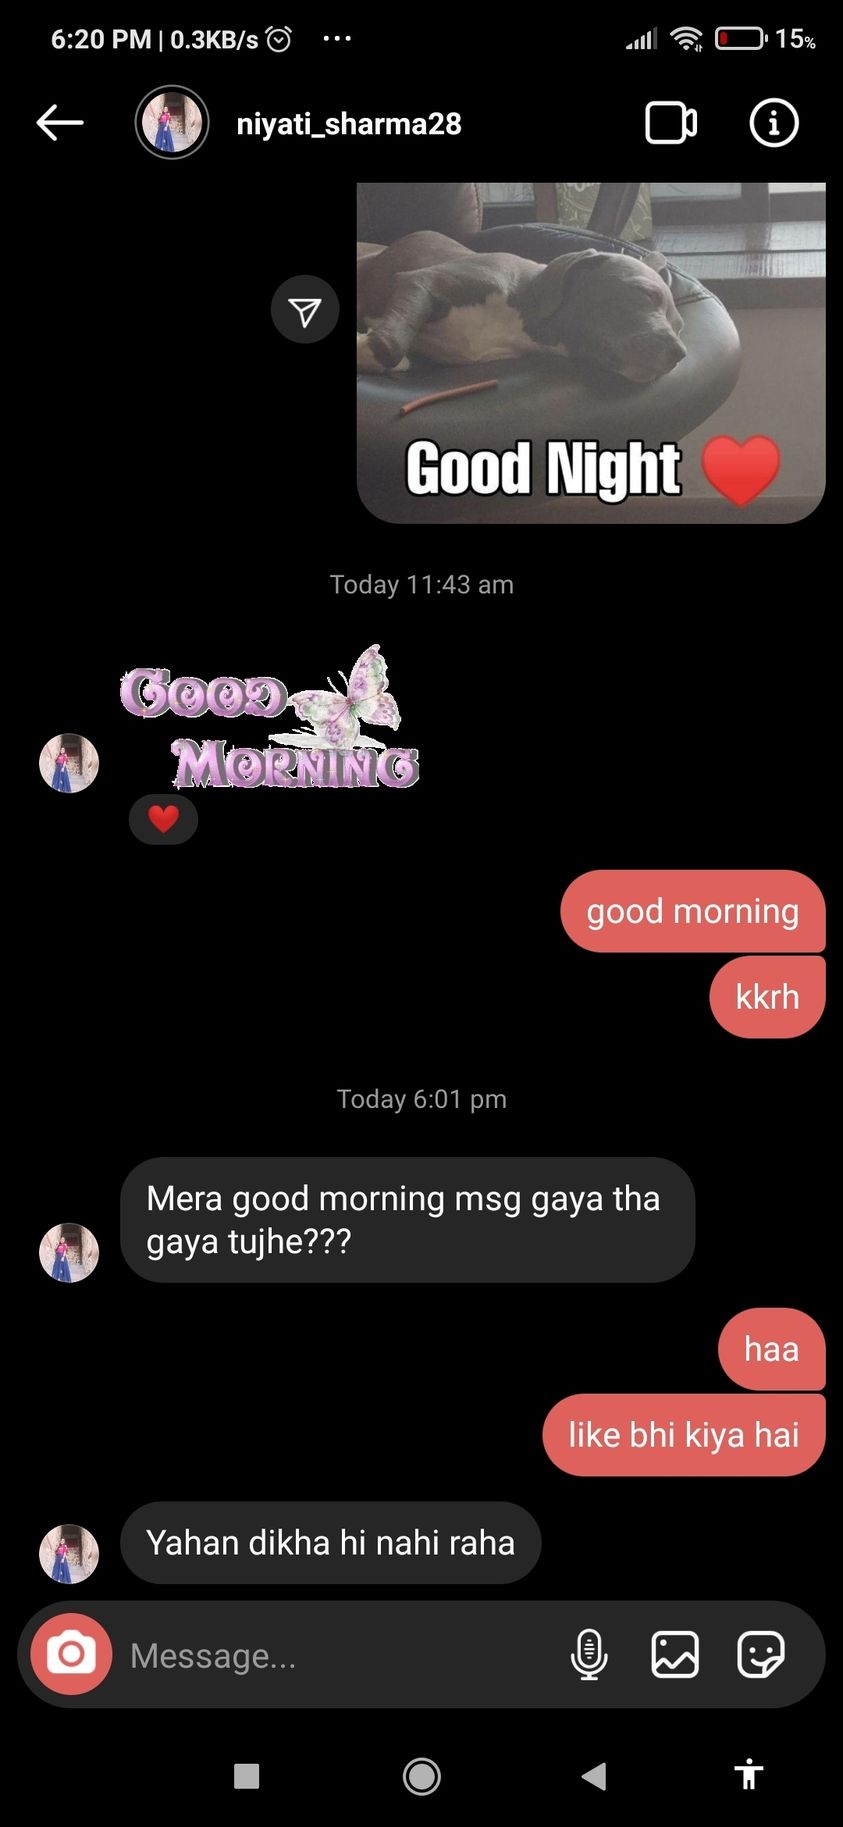 6:20 PM | 0.3KB/s ... 15%
niyati_sharma28
Good Night
Today 11:43 am
GOOD
MORNING
good morning
kkrh
Today 6:01 pm
Mera good morning msg gaya tha
gaya tujhe???
haa
like bhi kiya hai
Yahan dikha hi nahi raha
Message...